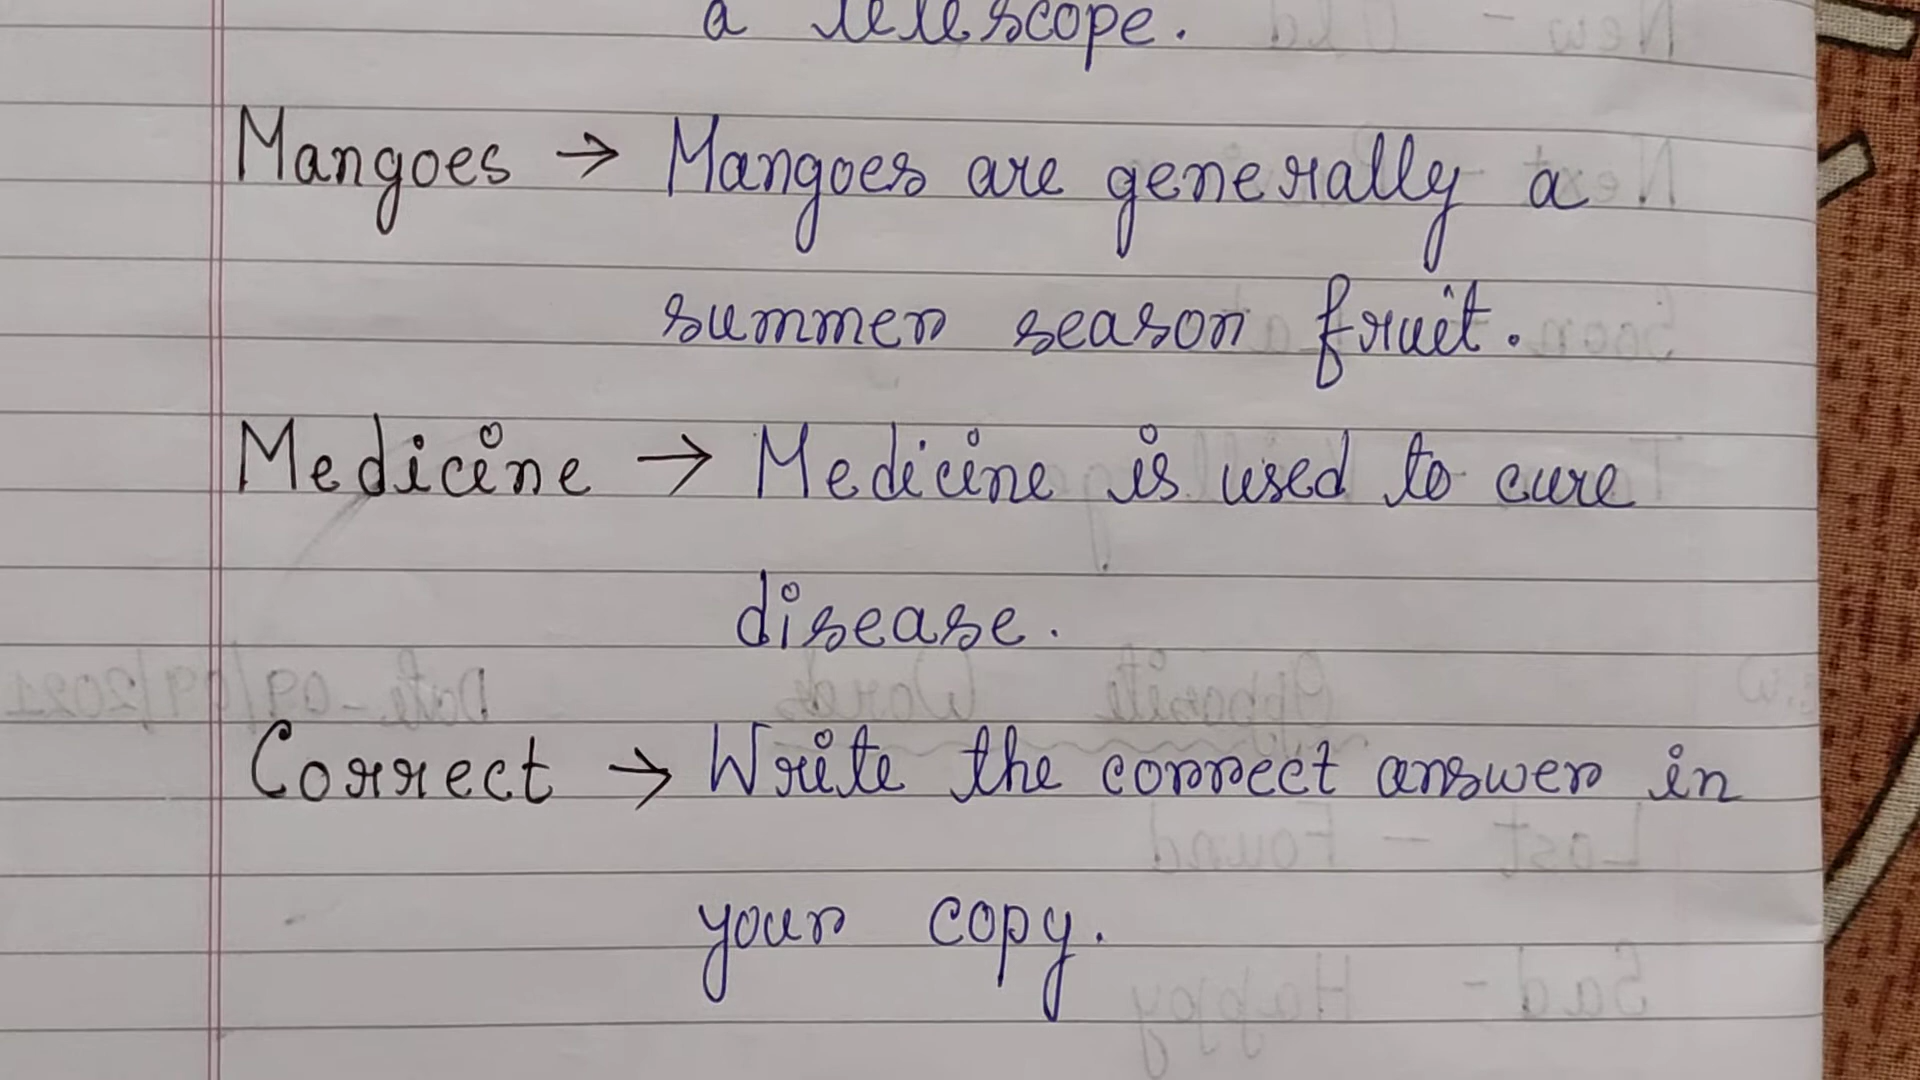 a telescope.
Mangoes → Mangoes are generally a
summer season fruit.
Medicine → Medicine is used to cure
disease.
Correct → Write the correct answer in
your copy.